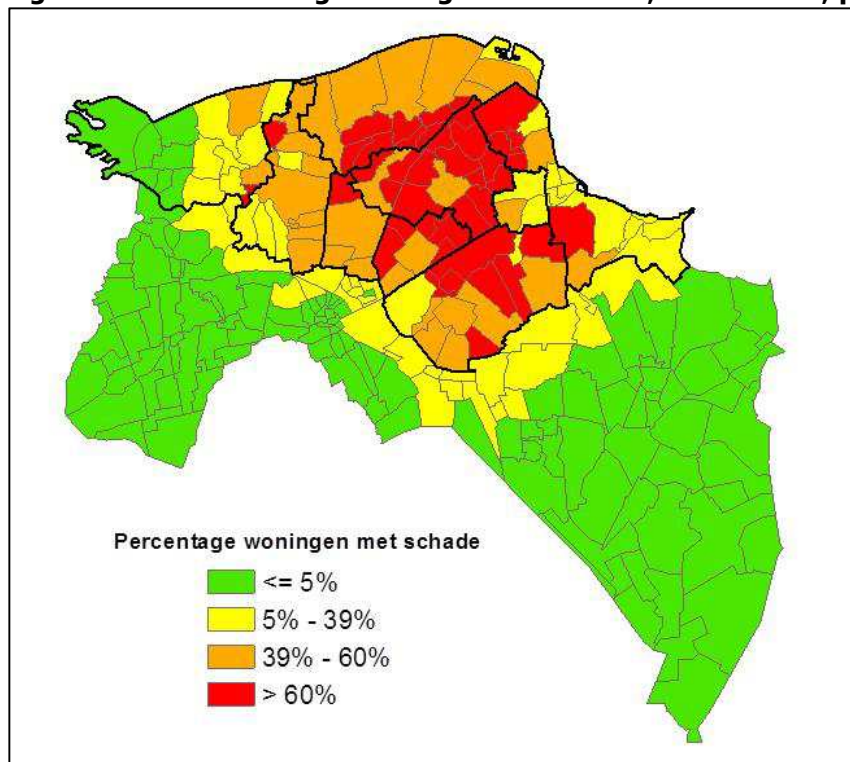 Percentage woningen met schade
<= 5%
5% - 39%
39% - 60%
> 60%